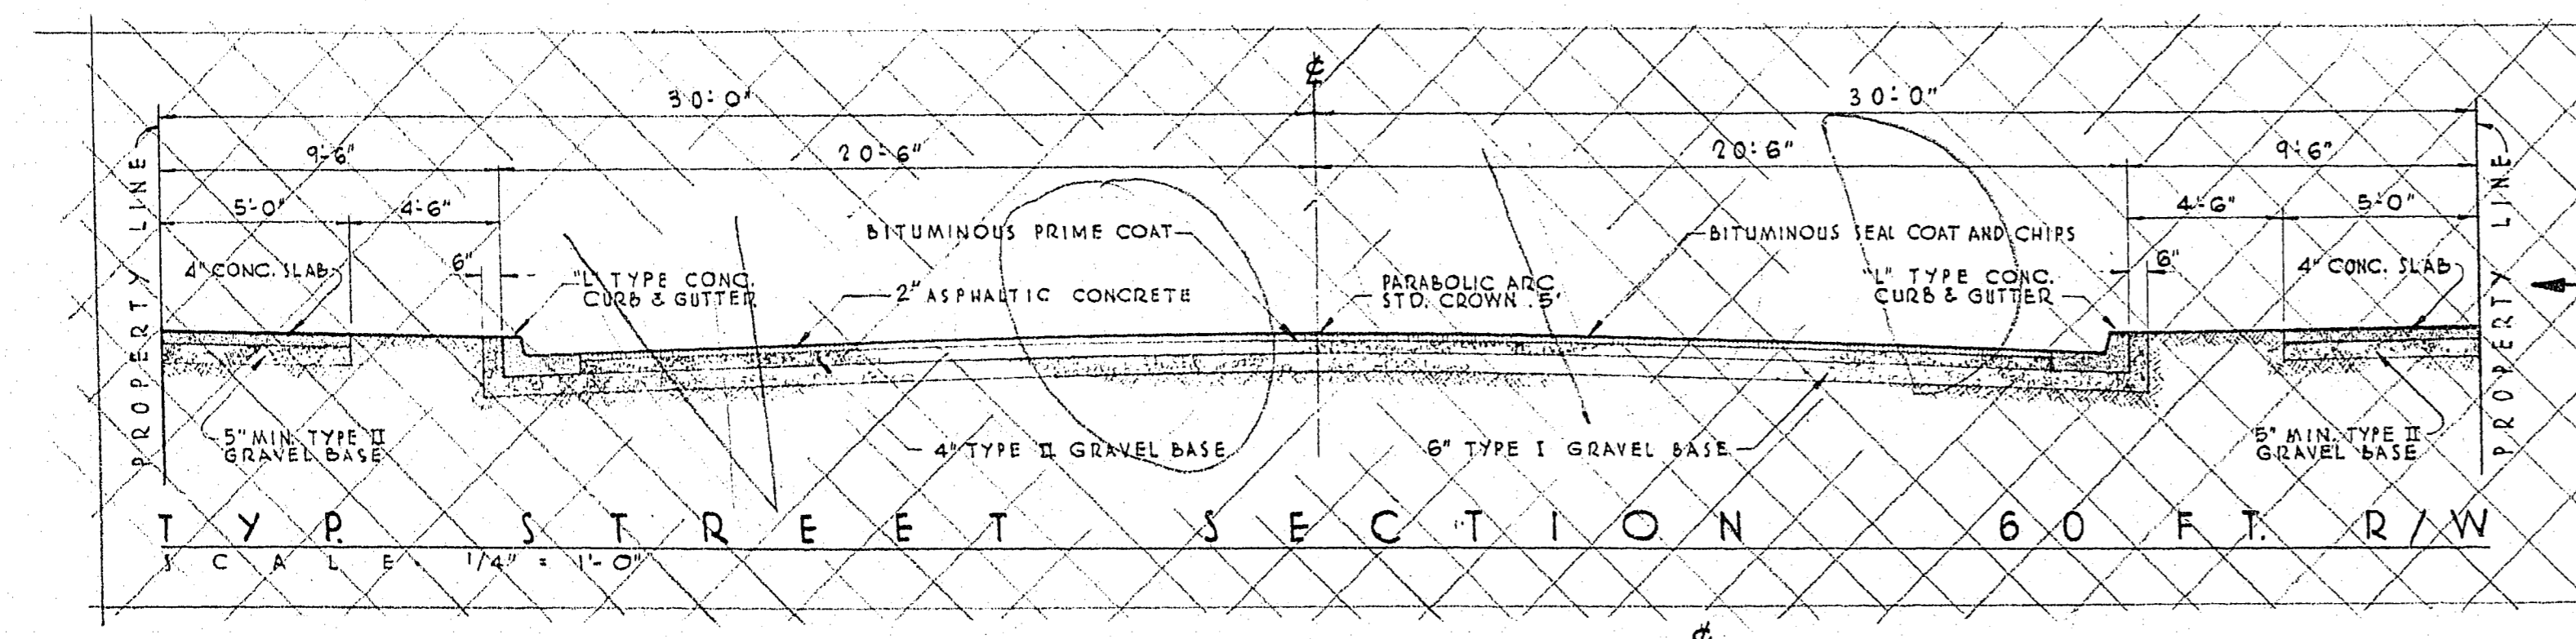 ℄
30'-0"
30'-0"
9'-6"
20'-6"
20'-6"
9'-6"
5'-0"
4'-6"
4'-6"
5'-0"
PROPERTY LINE
BITUMINOUS PRIME COAT
BITUMINOUS SEAL COAT AND CHIPS
4" CONC. SLAB
6"
"L" TYPE CONC.
CURB & GUTTER
2" ASPHALTIC CONCRETE
PARABOLIC ARC
STD. CROWN .5'
"L" TYPE CONC.
CURB & GUTTER
6"
4" CONC. SLAB
PROPERTY LINE
5" MIN. TYPE II
GRAVEL BASE
4" TYPE II GRAVEL BASE
6" TYPE I GRAVEL BASE
5" MIN. TYPE II
GRAVEL BASE
TYP. STREET SECTION 60 FT. R/W
SCALE 1/4" = 1'-0"
℄